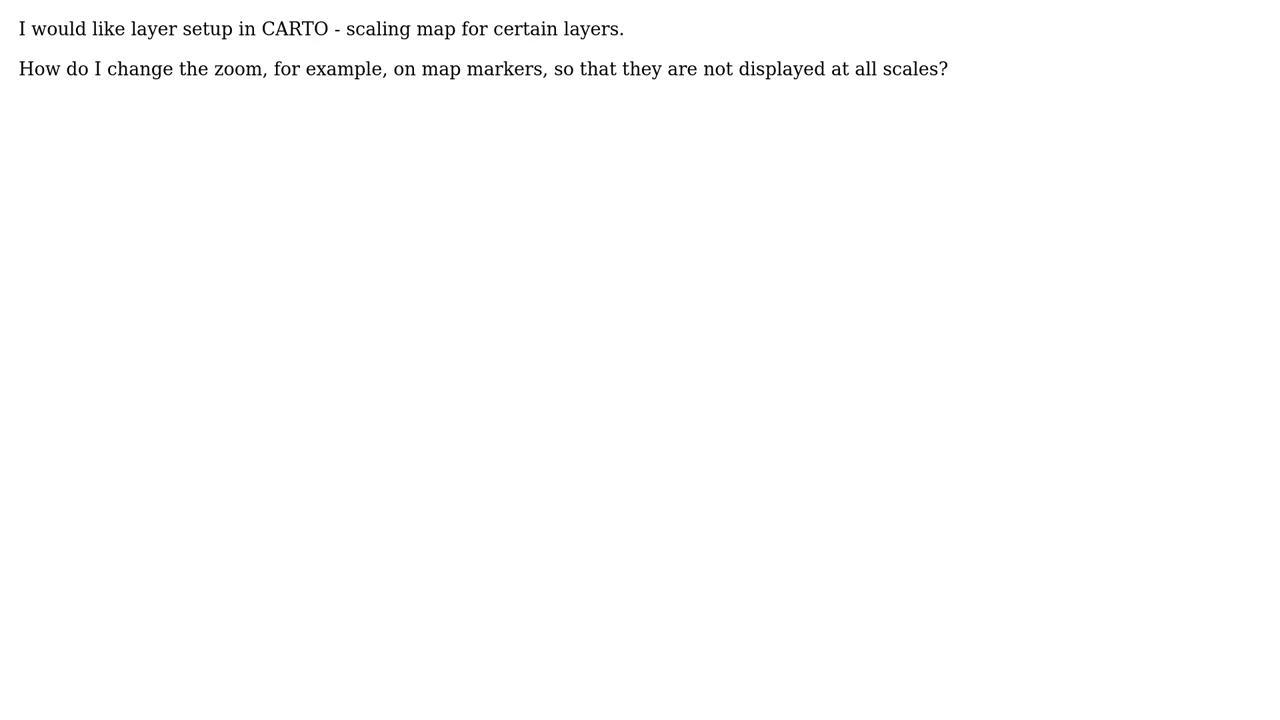 I would like layer setup in CARTO - scaling map for certain layers.
How do I change the zoom, for example, on map markers, so that they are not displayed at all scales?